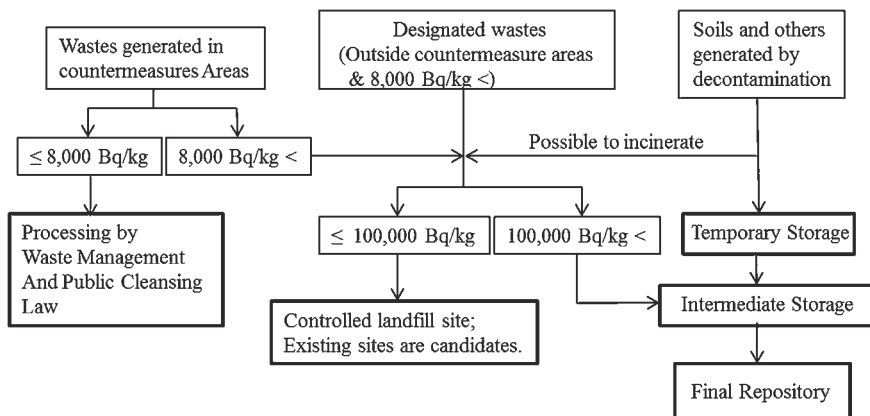 Wastes generated in
countermeasures Areas
Designated wastes
(Outside countermeasure areas
& 8,000 Bq/kg <)
Soils and others
generated by
decontamination
≤ 8,000 Bq/kg
8,000 Bq/kg <
Possible to incinerate
Processing by
Waste Management
And Public Cleansing
Law
≤ 100,000 Bq/kg
100,000 Bq/kg <
Temporary Storage
Controlled landfill site;
Existing sites are candidates.
Intermediate Storage
Final Repository